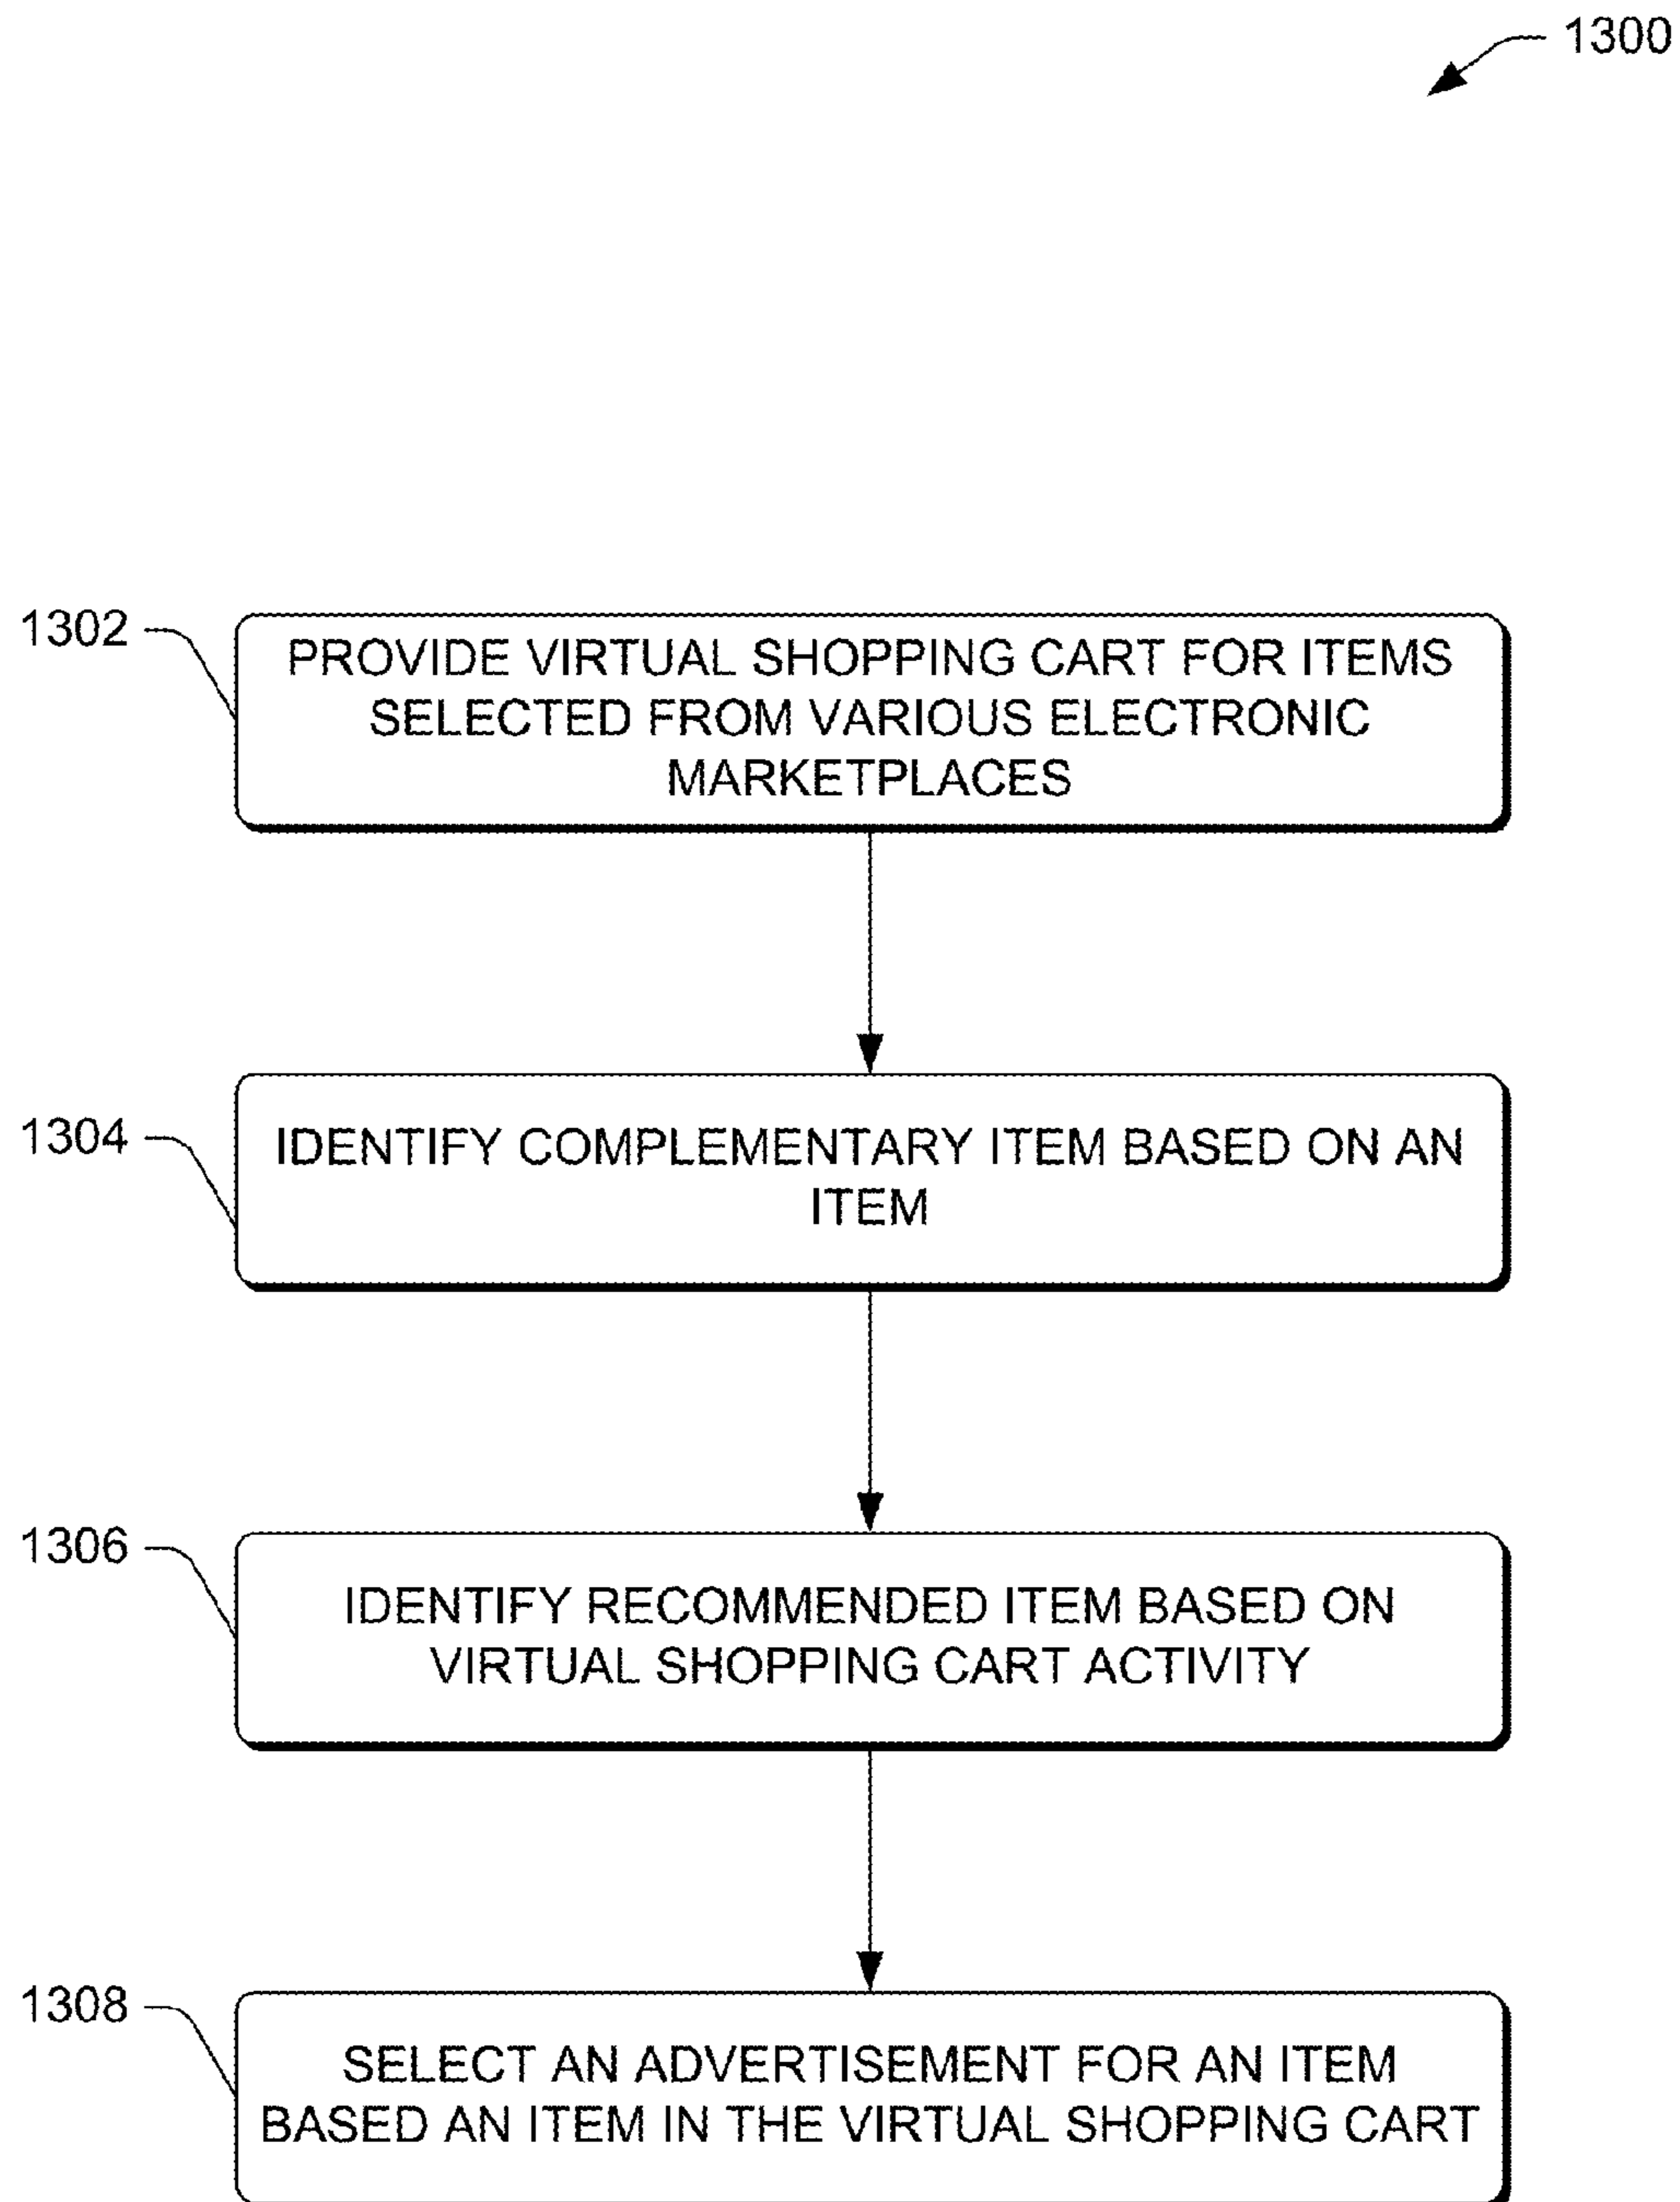 1300
1302
PROVIDE VIRTUAL SHOPPING CART FOR ITEMS
SELECTED FROM VARIOUS ELECTRONIC
MARKETPLACES
1304
IDENTIFY COMPLEMENTARY ITEM BASED ON AN
ITEM
1306
IDENTIFY RECOMMENDED ITEM BASED ON
VIRTUAL SHOPPING CART ACTIVITY
1308
SELECT AN ADVERTISEMENT FOR AN ITEM
BASED AN ITEM IN THE VIRTUAL SHOPPING CART